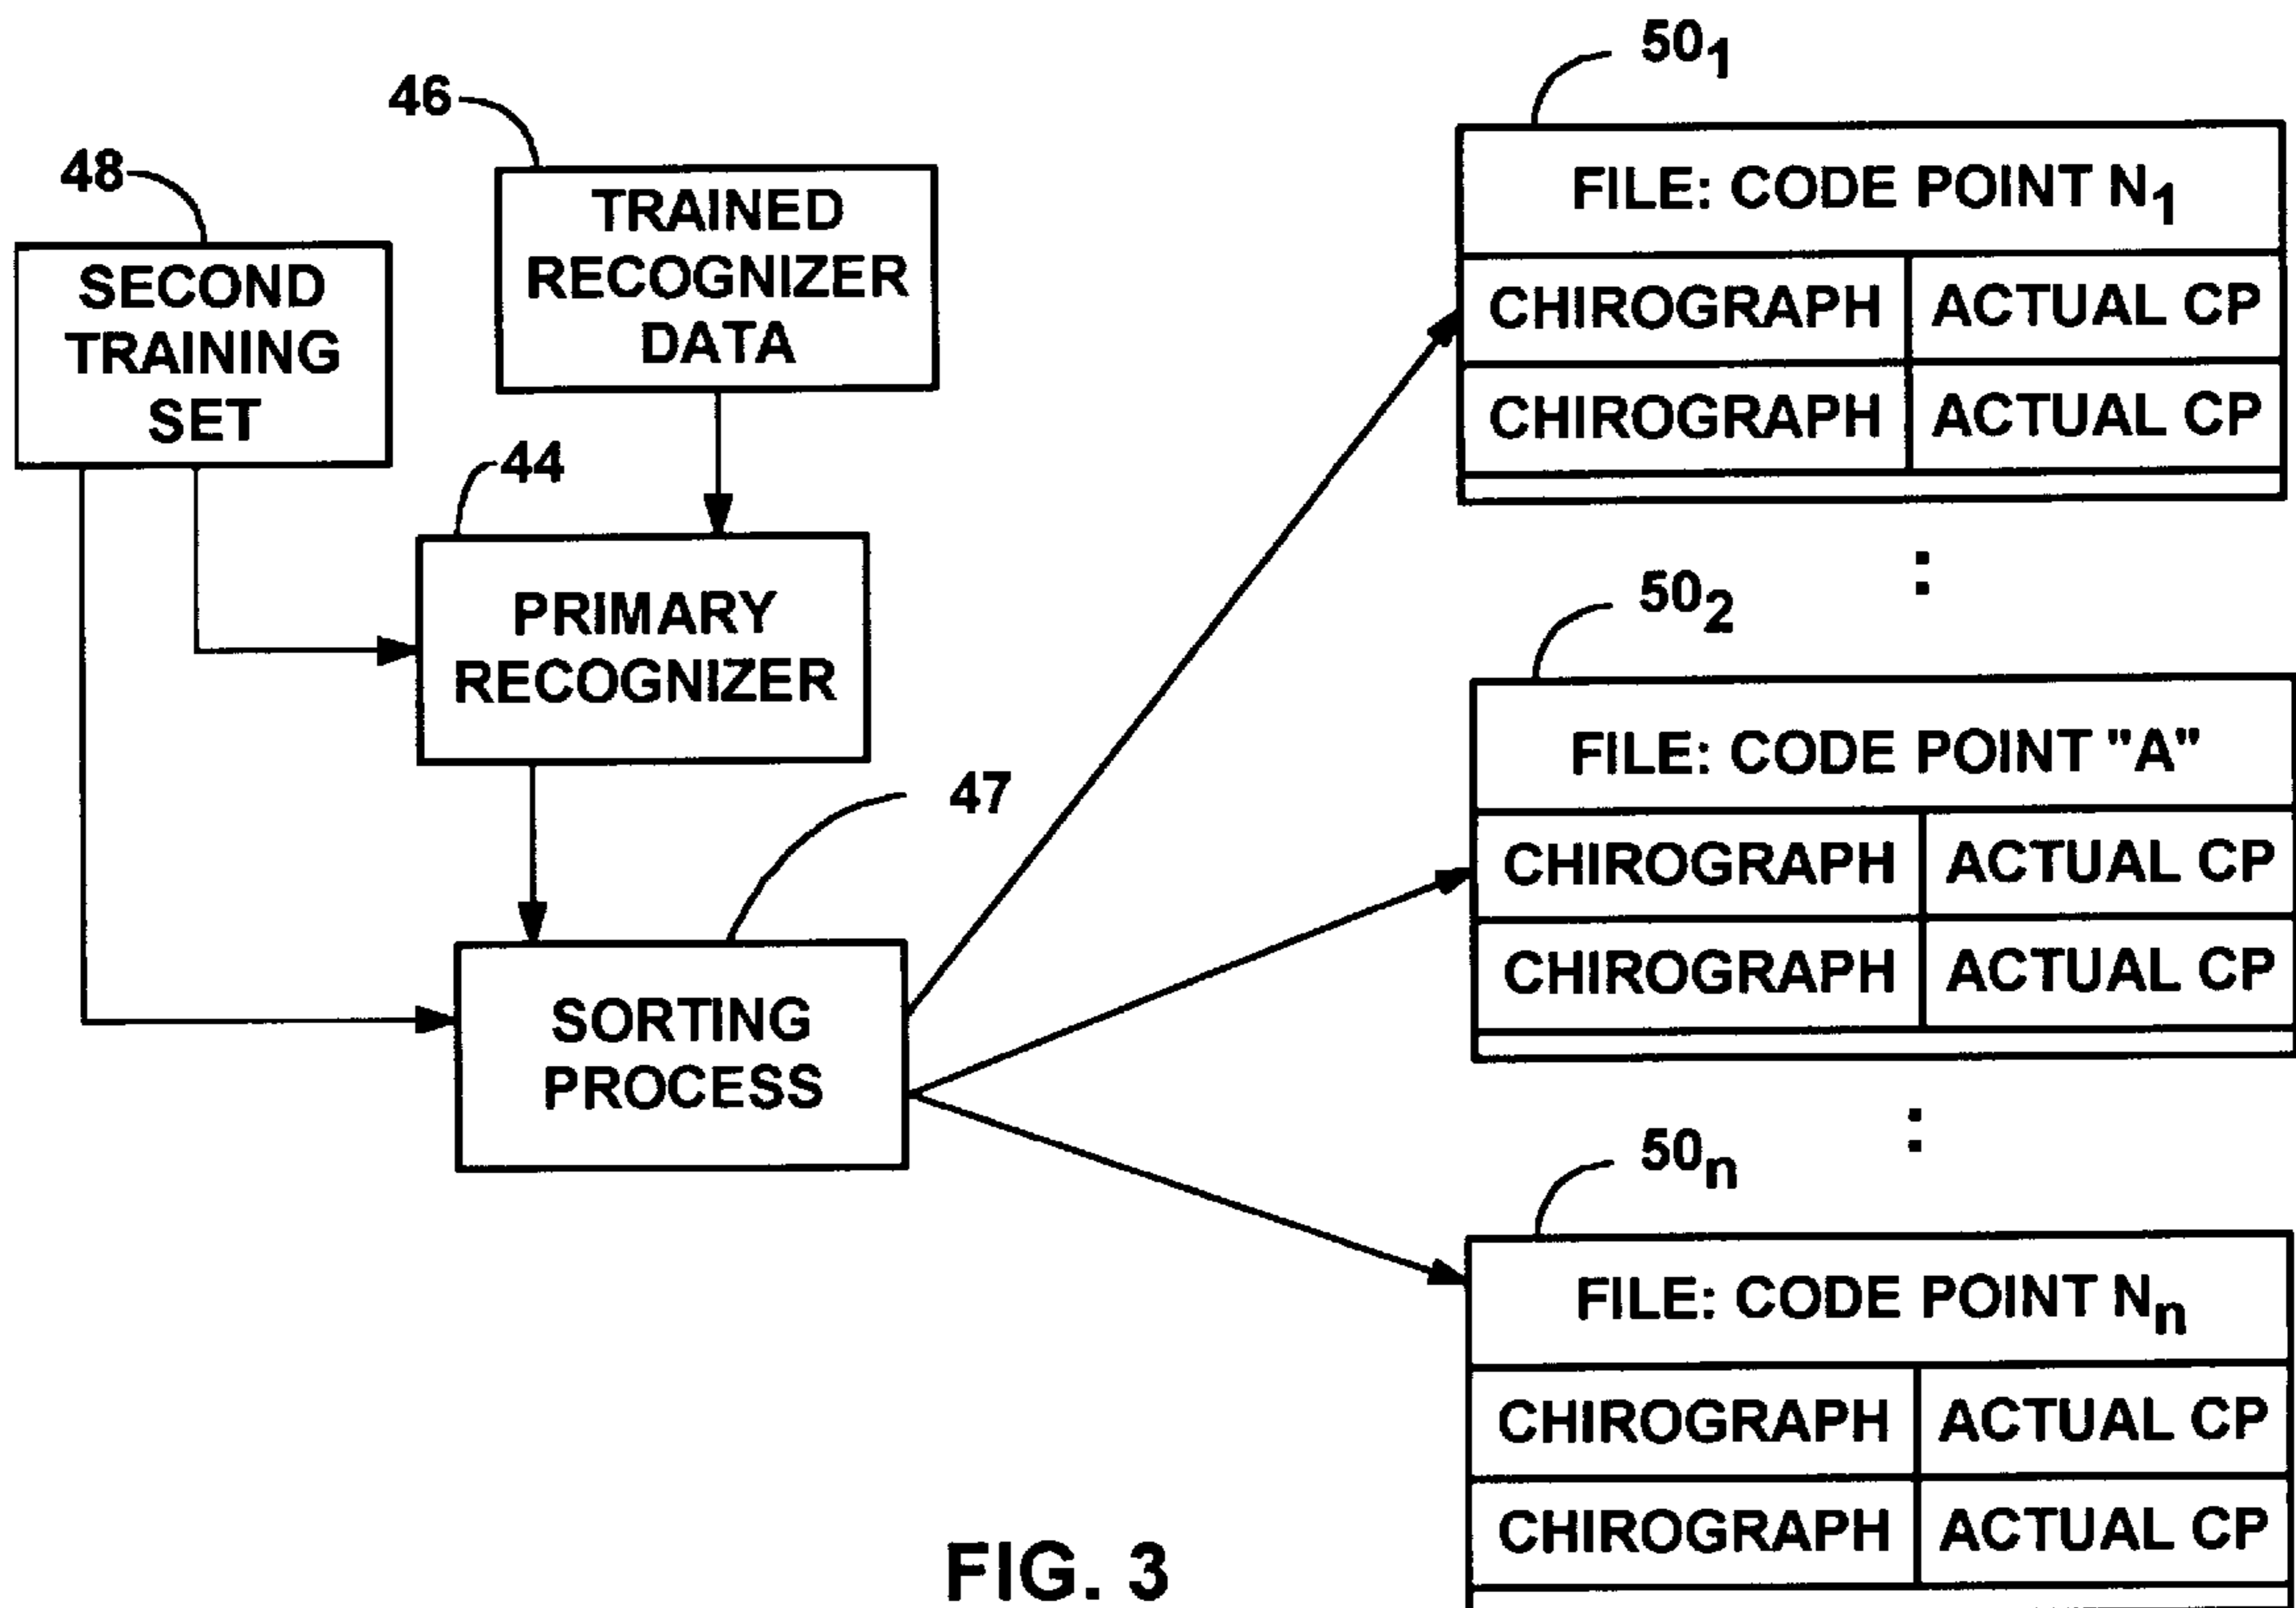 46
48
TRAINED
RECOGNIZER
DATA
SECOND
TRAINING
SET
44
PRIMARY
RECOGNIZER
47
SORTING
PROCESS
50₁
FILE: CODE POINT N₁
CHIROGRAPH ACTUAL CP
CHIROGRAPH ACTUAL CP
:
50₂
FILE: CODE POINT "A"
CHIROGRAPH ACTUAL CP
CHIROGRAPH ACTUAL CP
:
50ₙ
FILE: CODE POINT Nₙ
CHIROGRAPH ACTUAL CP
CHIROGRAPH ACTUAL CP
FIG. 3